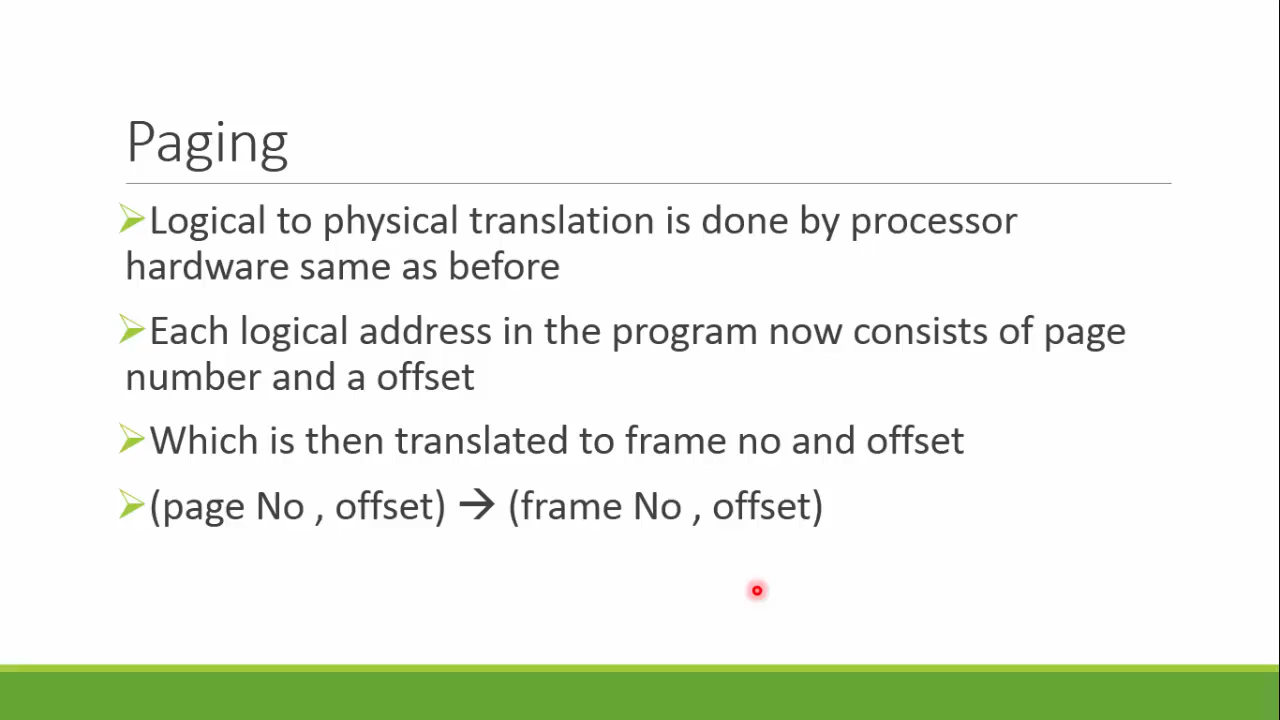 Paging
➢Logical to physical translation is done by processor
hardware same as before
➢Each logical address in the program now consists of page
number and a offset
➢Which is then translated to frame no and offset
➢(page No , offset) → (frame No , offset)